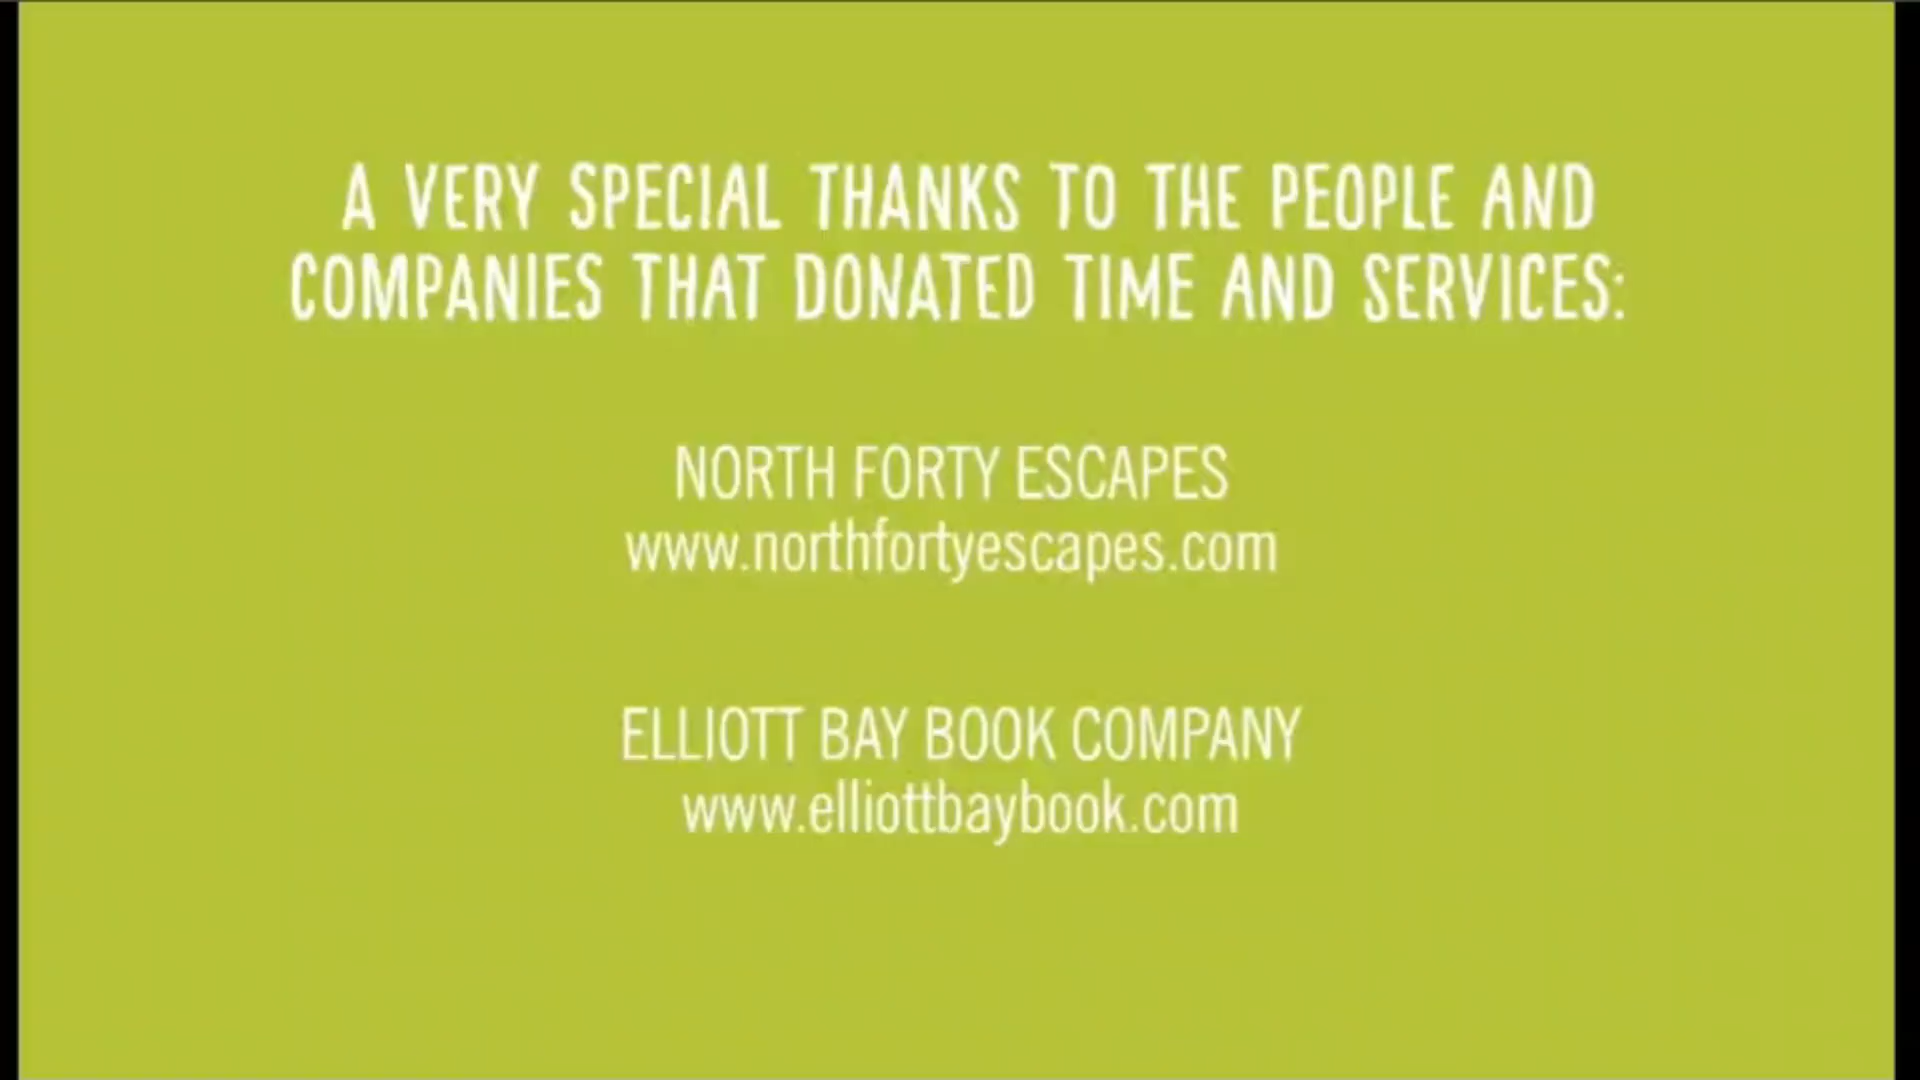 A VERY SPECIAL THANKS TO THE PEOPLE AND
COMPANIES THAT DONATED TIME AND SERVICES:
NORTH FORTY ESCAPES
www.northfortyescapes.com
ELLIOTT BAY BOOK COMPANY
www.elliottbaybook.com